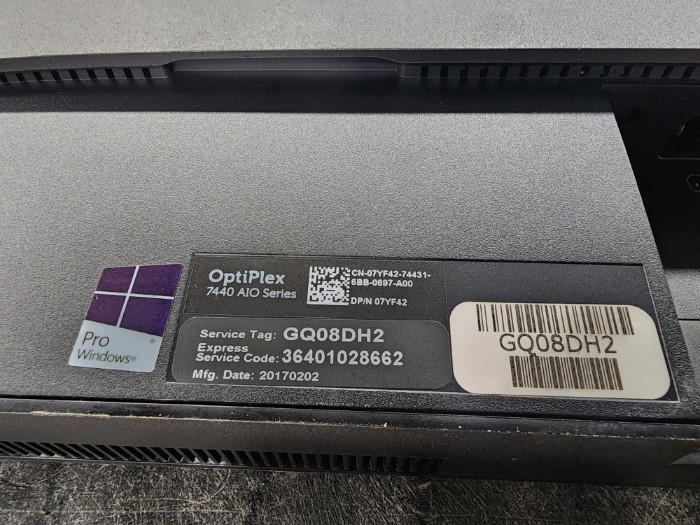 OptiPlex
7440 AIO Series
CN-07YF42-74431-
6BB-0697-A00
DP/N 07YF42
Pro
Windows®
Service Tag: GQ08DH2
Express
Service Code: 36401028662
Mfg. Date: 20170202
GQ08DH2